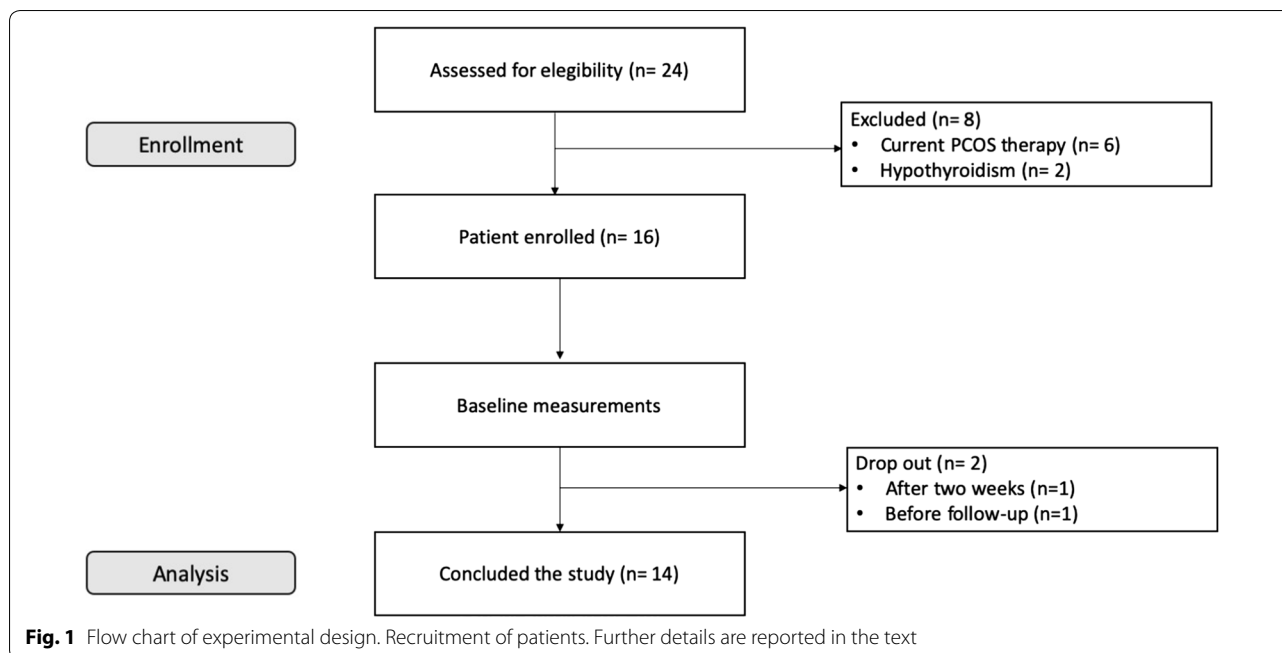 Assessed for elegibility (n= 24)
Enrollment
Excluded (n= 8)
• Current PCOS therapy (n= 6)
• Hypothyroidism (n= 2)
Patient enrolled (n= 16)
Baseline measurements
Drop out (n= 2)
• After two weeks (n=1)
• Before follow-up (n=1)
Analysis
Concluded the study (n= 14)
Fig. 1 Flow chart of experimental design. Recruitment of patients. Further details are reported in the text